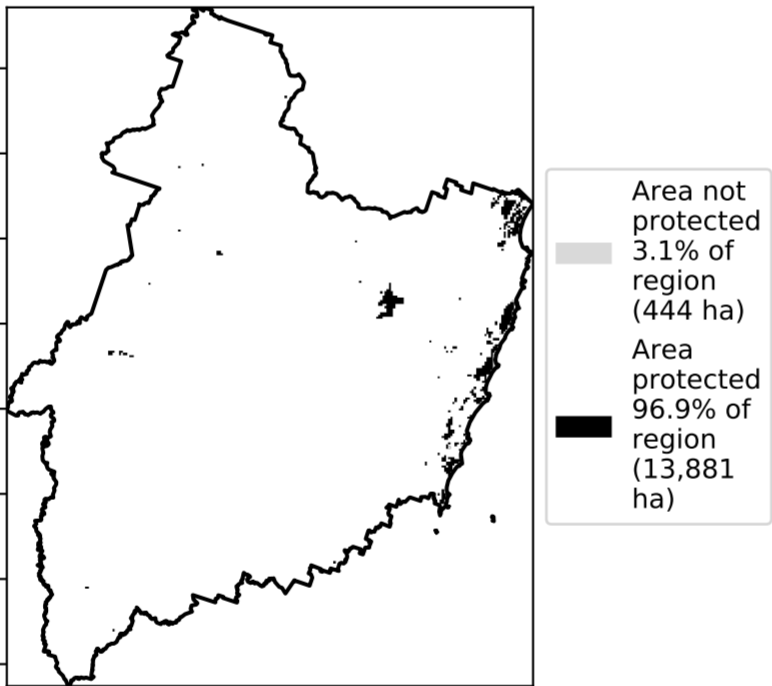 Area not
protected
3.1% of
region
(444 ha)
Area
protected
96.9% of
region
(13,881
ha)